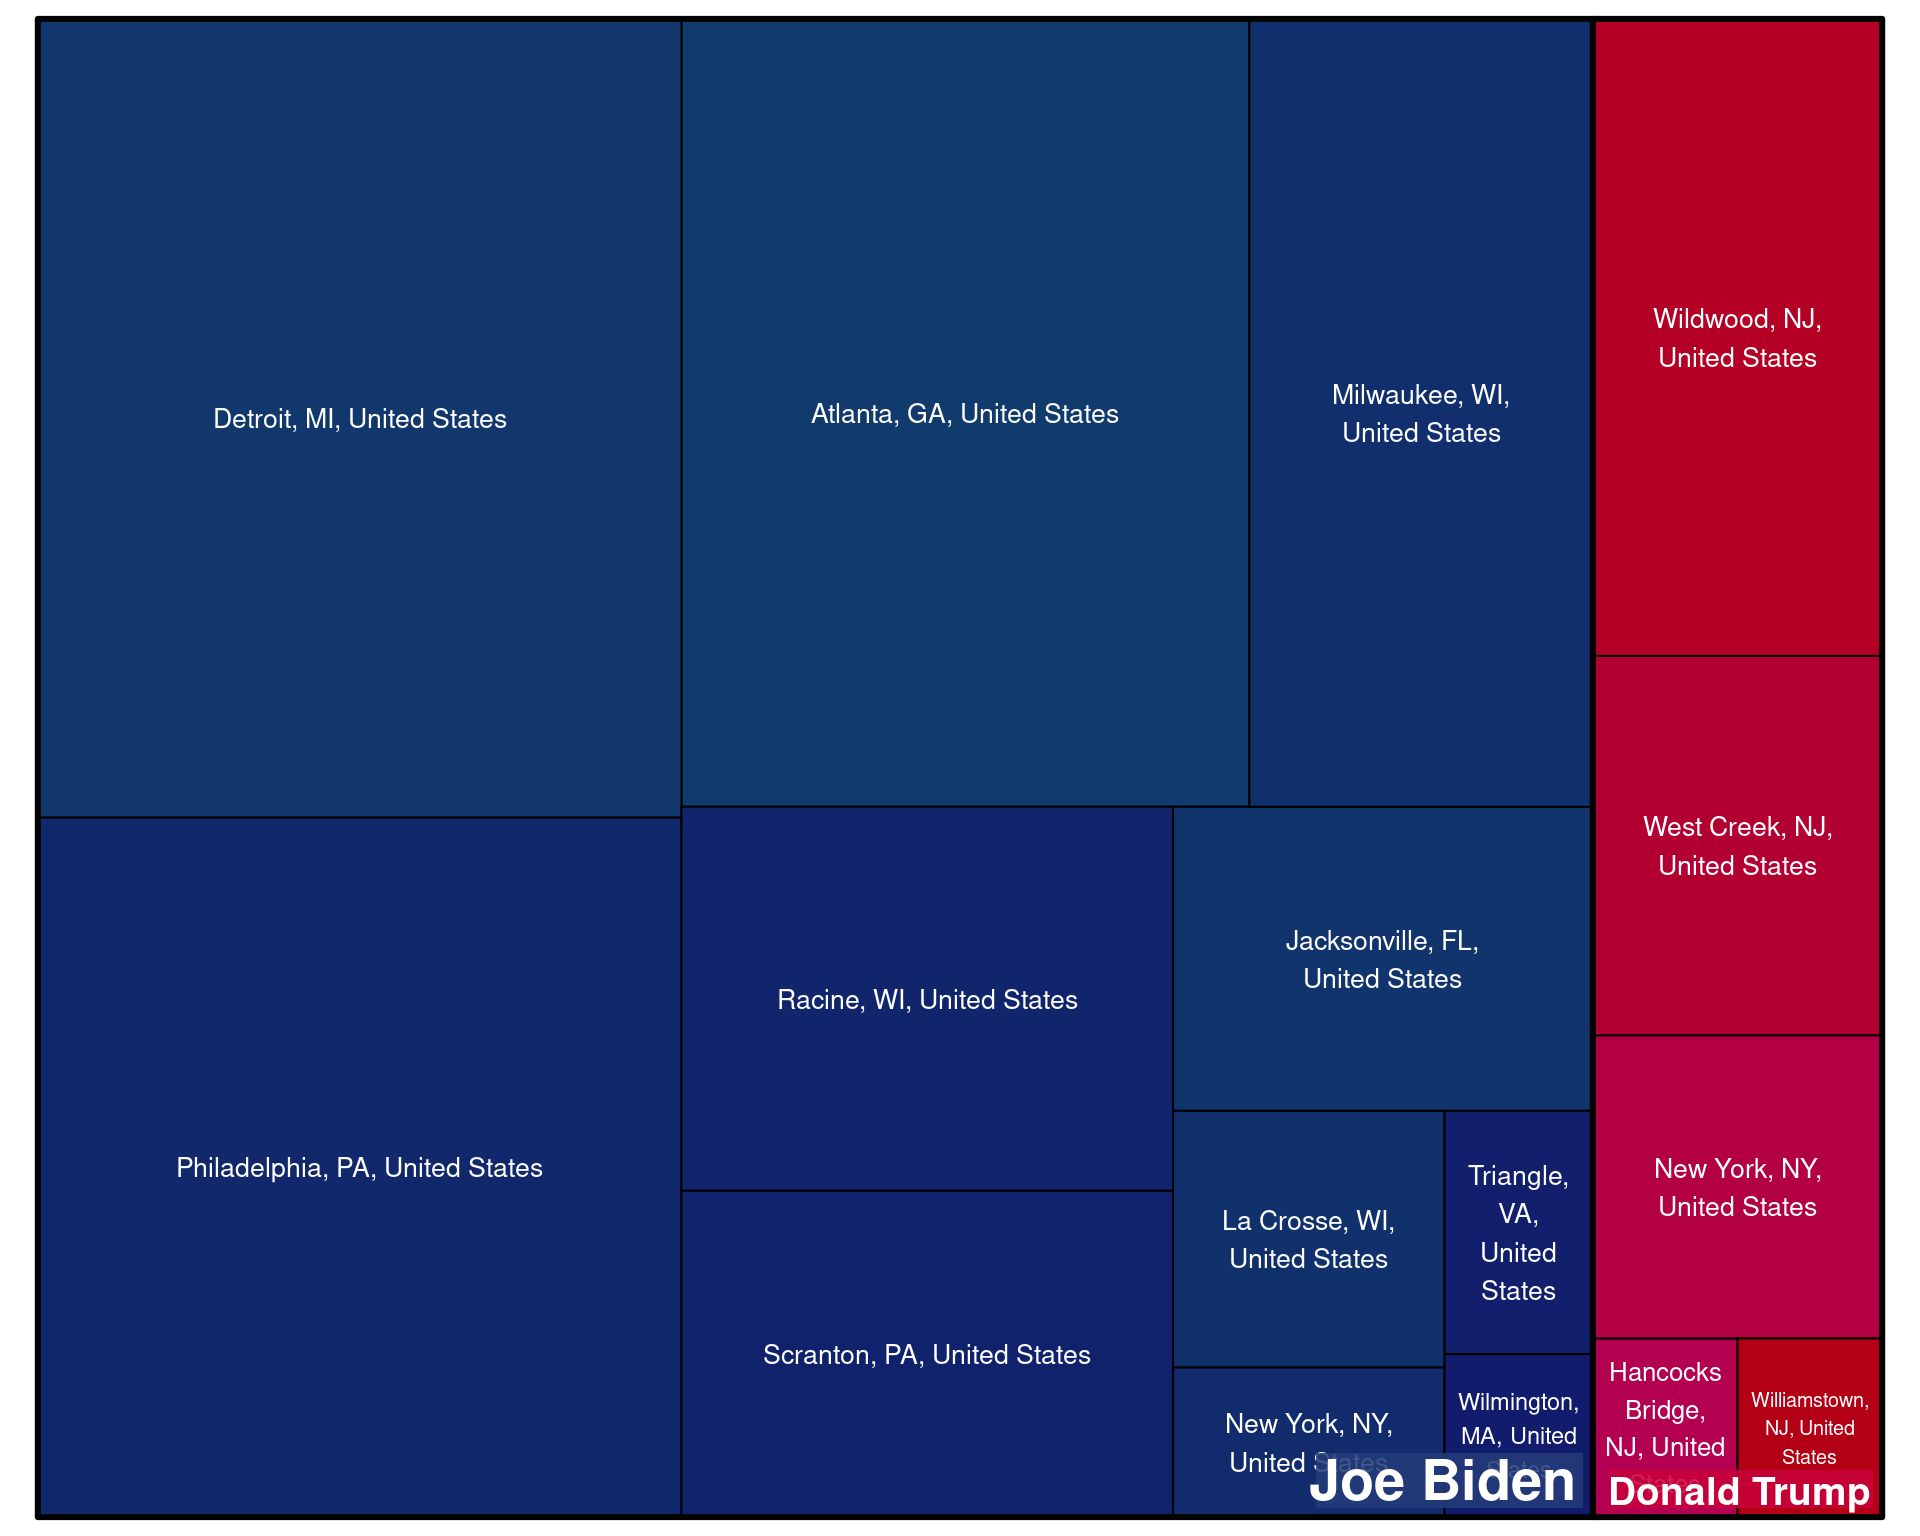 Detroit, MI, United States
Atlanta, GA, United States
Milwaukee, WI,
United States
Wildwood, NJ,
United States
Philadelphia, PA, United States
Racine, WI, United States
Jacksonville, FL,
United States
West Creek, NJ,
United States
Scranton, PA, United States
La Crosse, WI,
United States
Triangle,
VA,
United
States
New York, NY,
United States
New York, NY,
United States
Wilmington,
MA, United
States
Hancocks
Bridge,
NJ, United
States
Williamstown,
NJ, United
States
Joe Biden
Donald Trump